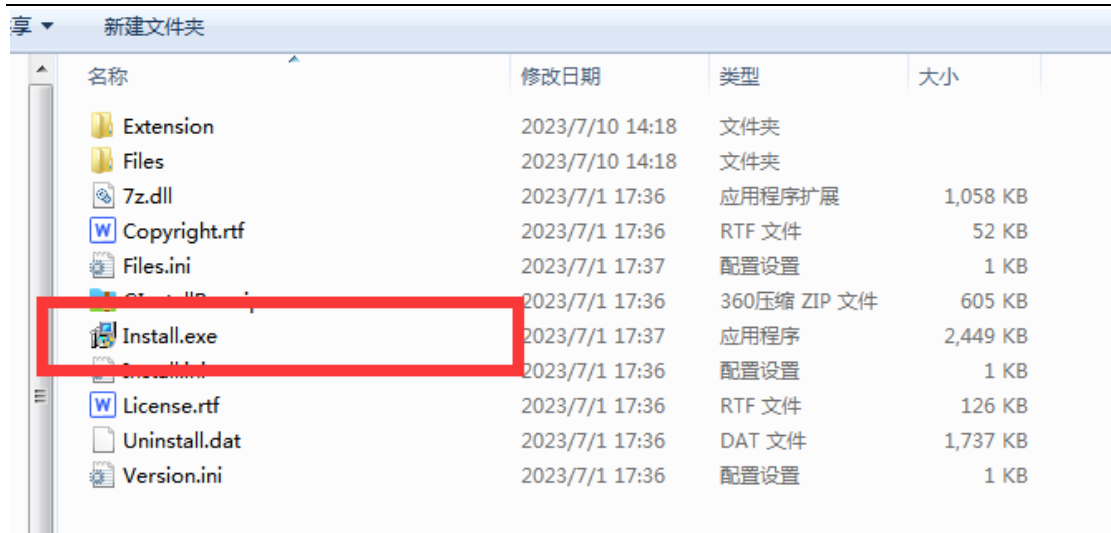 享 新建文件夹
名称 修改日期 类型 大小
Extension 2023/7/10 14:18 文件夹
Files 2023/7/10 14:18 文件夹
7z.dll 2023/7/1 17:36 应用程序扩展 1,058 KB
Copyright.rtf 2023/7/1 17:36 RTF 文件 52 KB
Files.ini 2023/7/1 17:37 配置设置 1 KB
2023/7/1 17:36 360压缩 ZIP 文件 605 KB
Install.exe 2023/7/1 17:37 应用程序 2,449 KB
2023/7/1 17:36 配置设置 1 KB
License.rtf 2023/7/1 17:36 RTF 文件 126 KB
Uninstall.dat 2023/7/1 17:36 DAT 文件 1,737 KB
Version.ini 2023/7/1 17:36 配置设置 1 KB